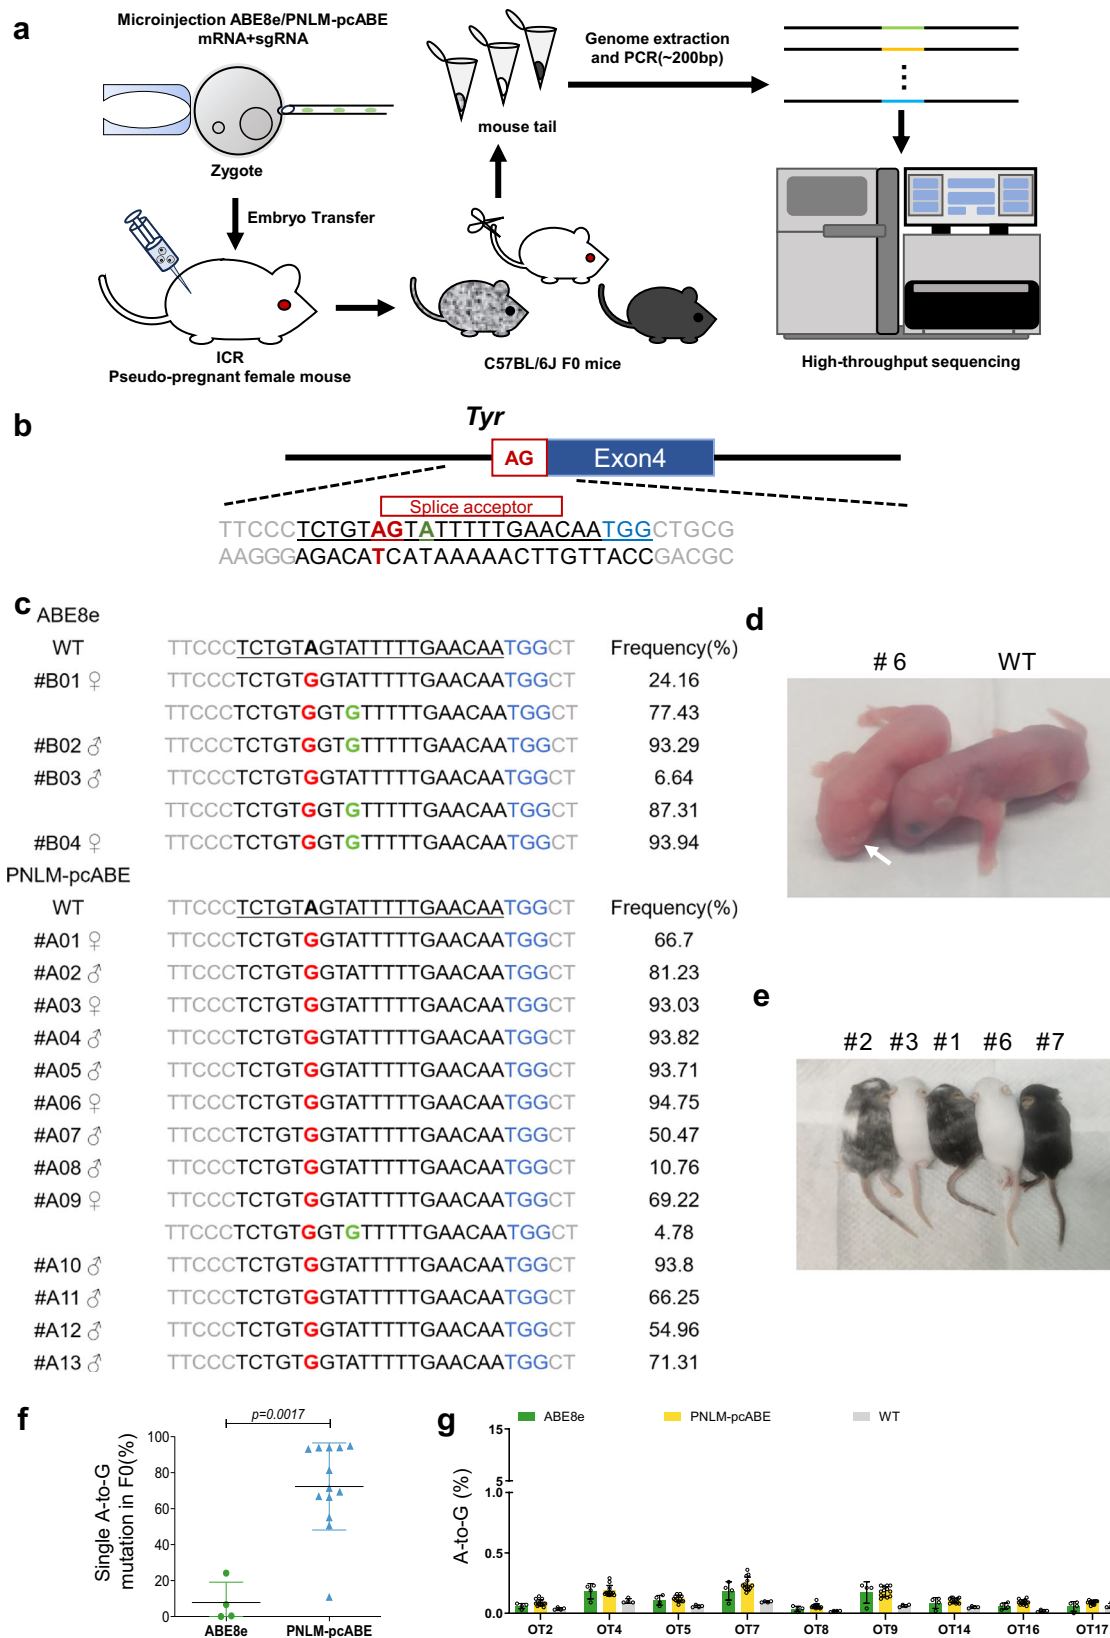 a
Microinjection ABE8e/PNLM-pcABE
mRNA+sgRNA
Zygote
Embryo Transfer
ICR
Pseudo-pregnant female mouse
mouse tail
C57BL/6J F0 mice
Genome extraction
and PCR(~200bp)
High-throughput sequencing
b
Tyr
AG Exon4
Splice acceptor
TTCCCTCTGTAGTATTTTTGAACAATGGCTGCG
AAGGGAGACATCATAAAAACTTGTTACCGACGC
c
ABE8e
WT TTCCCTCTGTAGTATTTTTGAACAATGGCT Frequency(%)
#B01 ♀ TTCCCTCTGTGGTATTTTTGAACAATGGCT 24.16
TTCCCTCTGTGGTGTTTTTGAACAATGGCT 77.43
#B02 ♂ TTCCCTCTGTGGTGTTTTTGAACAATGGCT 93.29
#B03 ♂ TTCCCTCTGTGGTATTTTTGAACAATGGCT 6.64
TTCCCTCTGTGGTGTTTTTGAACAATGGCT 87.31
#B04 ♀ TTCCCTCTGTGGTGTTTTTGAACAATGGCT 93.94
PNLM-pcABE
WT TTCCCTCTGTAGTATTTTTGAACAATGGCT Frequency(%)
#A01 ♀ TTCCCTCTGTGGTATTTTTGAACAATGGCT 66.7
#A02 ♂ TTCCCTCTGTGGTATTTTTGAACAATGGCT 81.23
#A03 ♀ TTCCCTCTGTGGTATTTTTGAACAATGGCT 93.03
#A04 ♂ TTCCCTCTGTGGTATTTTTGAACAATGGCT 93.82
#A05 ♂ TTCCCTCTGTGGTATTTTTGAACAATGGCT 93.71
#A06 ♀ TTCCCTCTGTGGTATTTTTGAACAATGGCT 94.75
#A07 ♂ TTCCCTCTGTGGTATTTTTGAACAATGGCT 50.47
#A08 ♂ TTCCCTCTGTGGTATTTTTGAACAATGGCT 10.76
#A09 ♀ TTCCCTCTGTGGTATTTTTGAACAATGGCT 69.22
TTCCCTCTGTGGTGTTTTTGAACAATGGCT 4.78
#A10 ♂ TTCCCTCTGTGGTATTTTTGAACAATGGCT 93.8
#A11 ♂ TTCCCTCTGTGGTATTTTTGAACAATGGCT 66.25
#A12 ♂ TTCCCTCTGTGGTATTTTTGAACAATGGCT 54.96
#A13 ♂ TTCCCTCTGTGGTATTTTTGAACAATGGCT 71.31
d
# 6 WT
e
#2 #3 #1 #6 #7
f
p=0.0017
Single A-to-G
mutation in F0(%)
100
80
60
40
20
0
ABE8e PNLM-pcABE
g
ABE8e PNLM-pcABE WT
A-to-G (%)
15
5
1.0
0.5
0.0
OT2 OT4 OT5 OT7 OT8 OT9 OT14 OT16 OT17